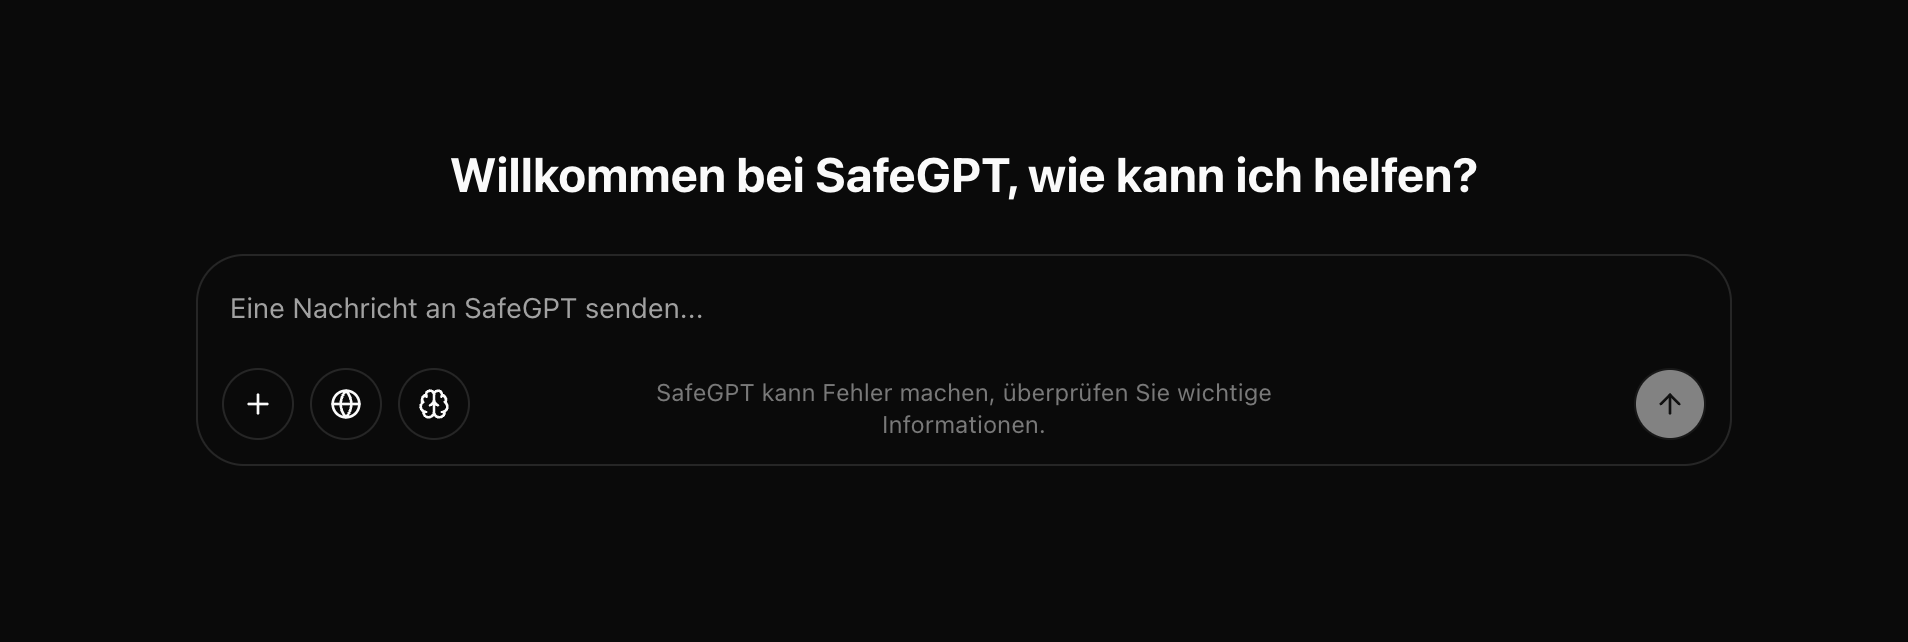 Willkommen bei SafeGPT, wie kann ich helfen?
Eine Nachricht an SafeGPT senden...
SafeGPT kann Fehler machen, überprüfen Sie wichtige
Informationen.